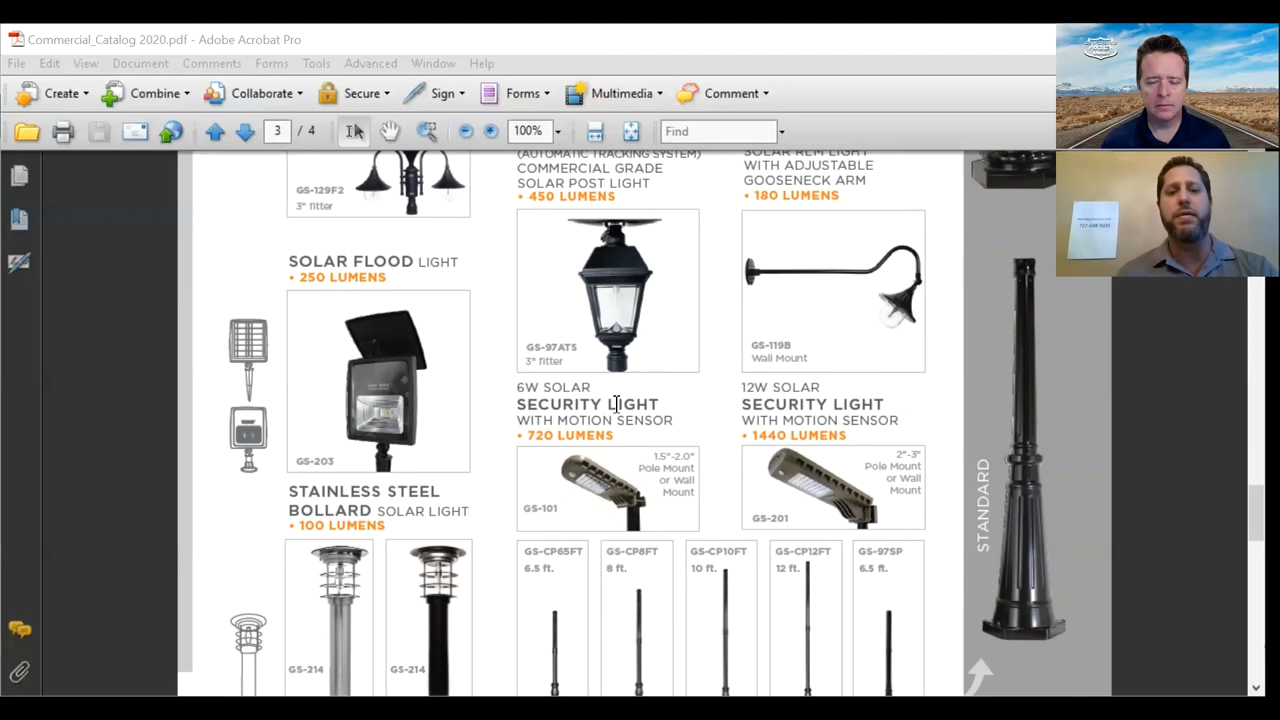 Commercial_Catalog 2020.pdf - Adobe Acrobat Pro
File Edit View Document Comments Forms Tools Advanced Window Help
Create Combine Collaborate Secure Sign Forms Multimedia Comment
3 / 4 100% Find
GS-129F2
3" fitter
(AUTOMATIC TRACKING SYSTEM)
COMMERCIAL GRADE
SOLAR POST LIGHT
• 450 LUMENS
SOLAR RLM LIGHT
WITH ADJUSTABLE
GOOSENECK ARM
• 180 LUMENS
SOLAR FLOOD LIGHT
• 250 LUMENS
GS-203
GS-97ATS
3" fitter
GS-119B
Wall Mount
6W SOLAR
SECURITY LIGHT
WITH MOTION SENSOR
• 720 LUMENS
1.5"-2.0"
Pole Mount
or Wall
Mount
GS-101
12W SOLAR
SECURITY LIGHT
WITH MOTION SENSOR
• 1440 LUMENS
2"-3"
Pole Mount
or Wall
Mount
GS-201
STAINLESS STEEL
BOLLARD SOLAR LIGHT
• 100 LUMENS
GS-214
GS-214
GS-CP65FT
6.5 ft.
GS-CP8FT
8 ft.
GS-CP10FT
10 ft.
GS-CP12FT
12 ft.
GS-97SP
6.5 ft.
STANDARD